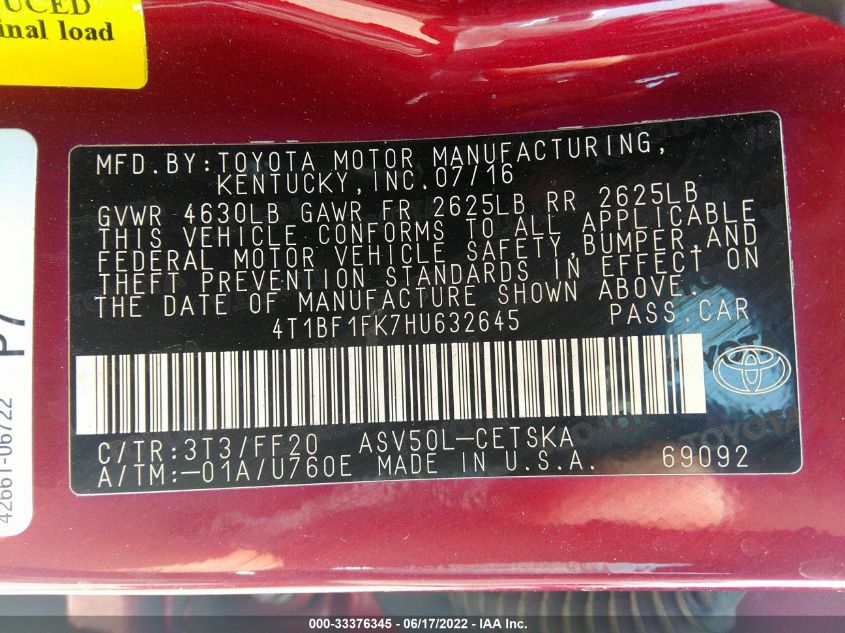 UCED
inal load
MFD.BY:TOYOTA MOTOR MANUFACTURING,
KENTUCKY,INC.07/16
GVWR 4630LB GAWR FR 2625LB RR 2625LB
THIS VEHICLE CONFORMS TO ALL APPLICABLE
FEDERAL MOTOR VEHICLE SAFETY,BUMPER,AND
THEFT PREVENTION STANDARDS IN EFFECT ON
THE DATE OF MANUFACTURE SHOWN ABOVE.
4T1BF1FK7HU632645 PASS.CAR
C/TR:3T3/FF20 ASV50L-CETSKA
A/TM:-01A/U760E MADE IN U.S.A. 69092
P7
42661-06722
000-33376345 / 06/17/2022 - IAA Inc.